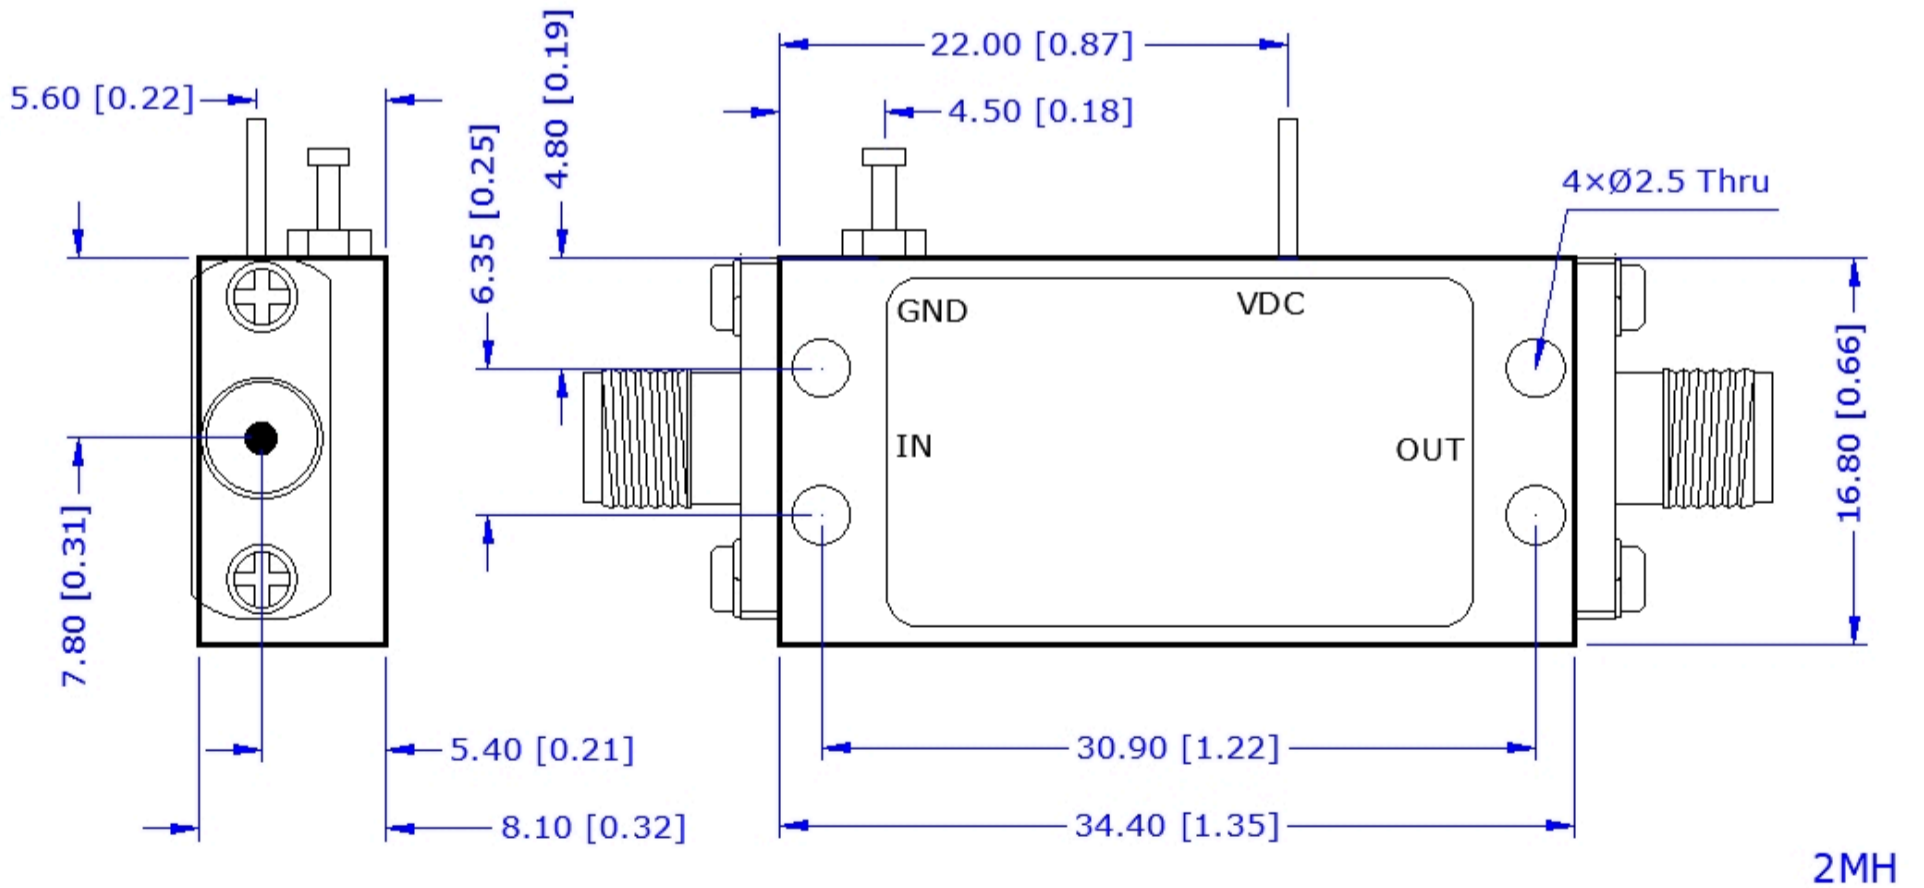 22.00 [0.87]
5.60 [0.22]
4.80 [0.19]
4.50 [0.18]
6.35 [0.25]
4×Ø2.5 Thru
GND
VDC
IN
OUT
16.80 [0.66]
7.80 [0.31]
5.40 [0.21]
30.90 [1.22]
8.10 [0.32]
34.40 [1.35]
2MH